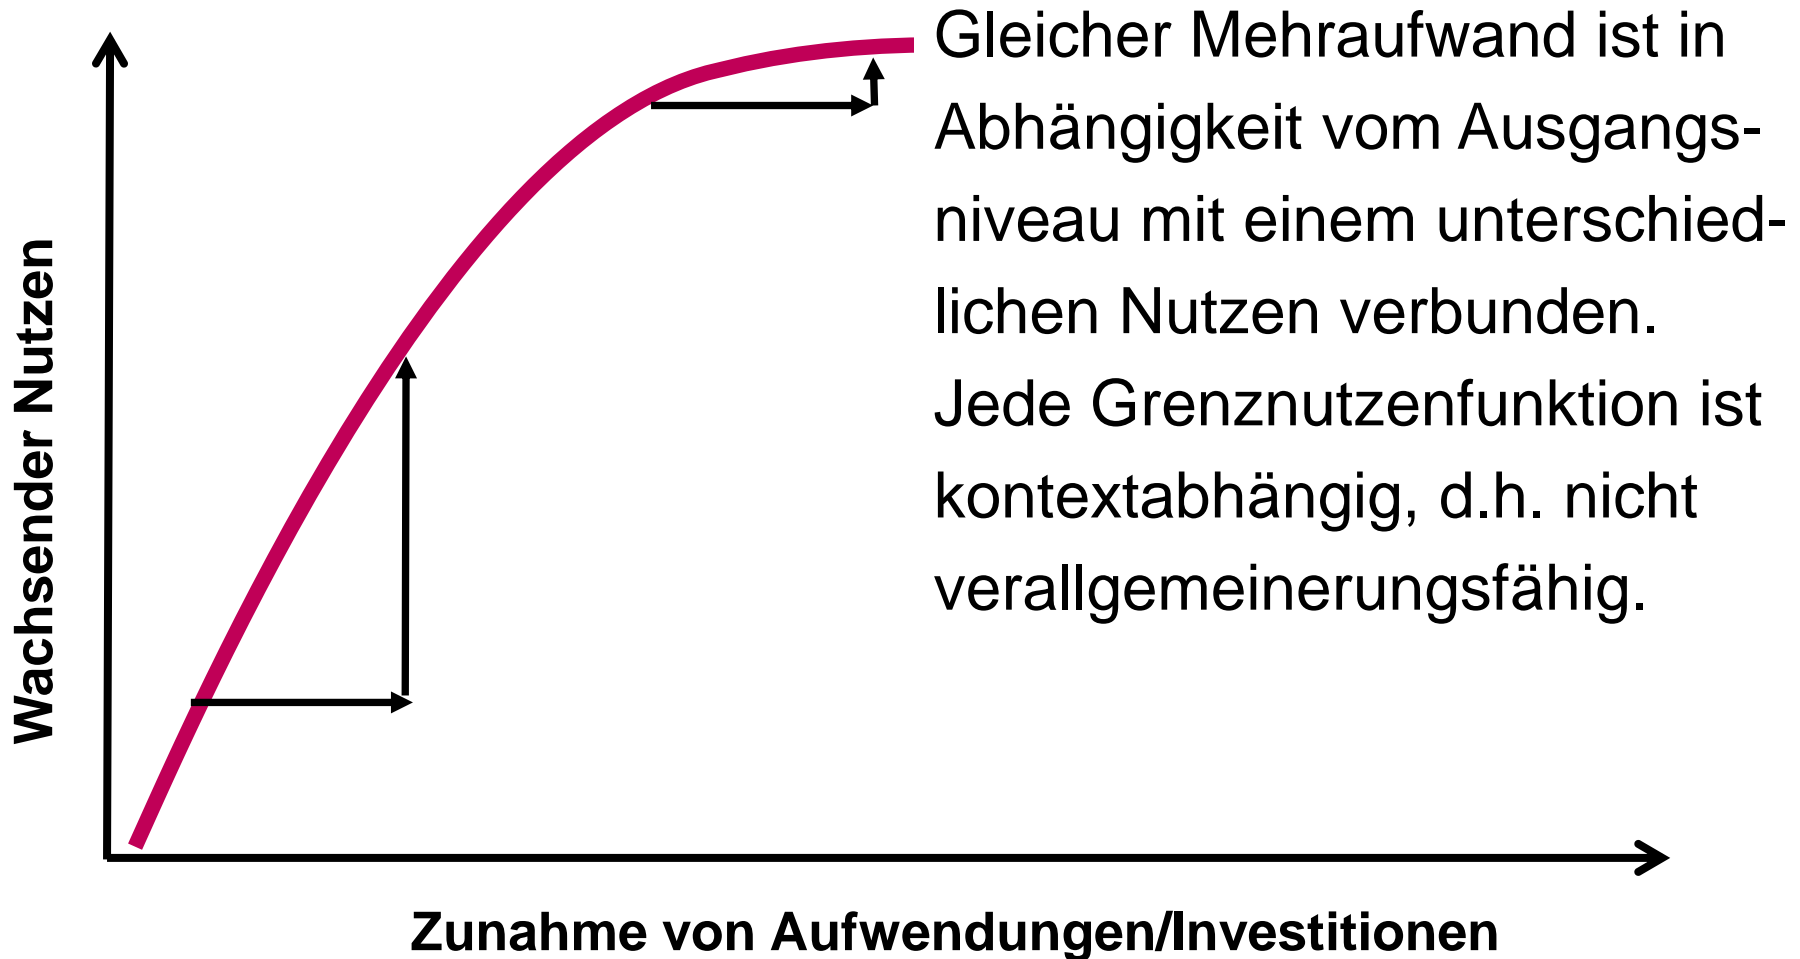 Gleicher Mehraufwand ist in
Abhängigkeit vom Ausgangs-
niveau mit einem unterschied-
lichen Nutzen verbunden.
Jede Grenznutzenfunktion ist
kontextabhängig, d.h. nicht
verallgemeinerungsfähig.
Wachsender Nutzen
Zunahme von Aufwendungen/Investitionen